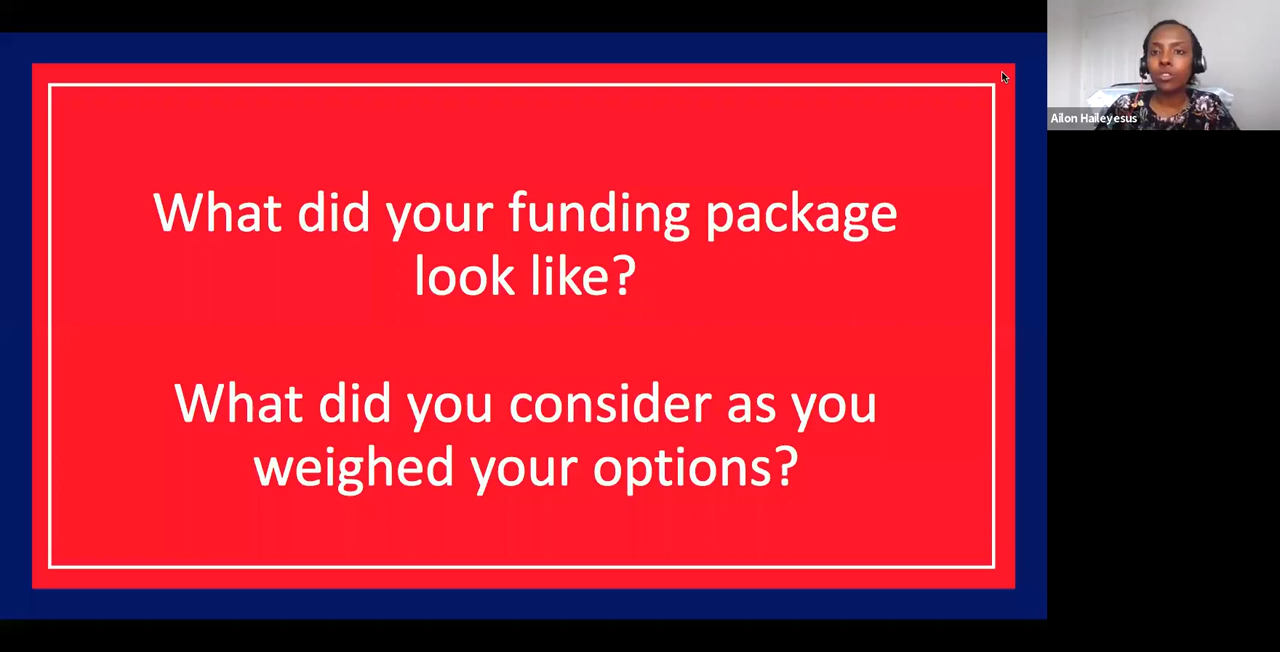 What did your funding package
look like?
What did you consider as you
weighed your options?
Ailon Haileyesus